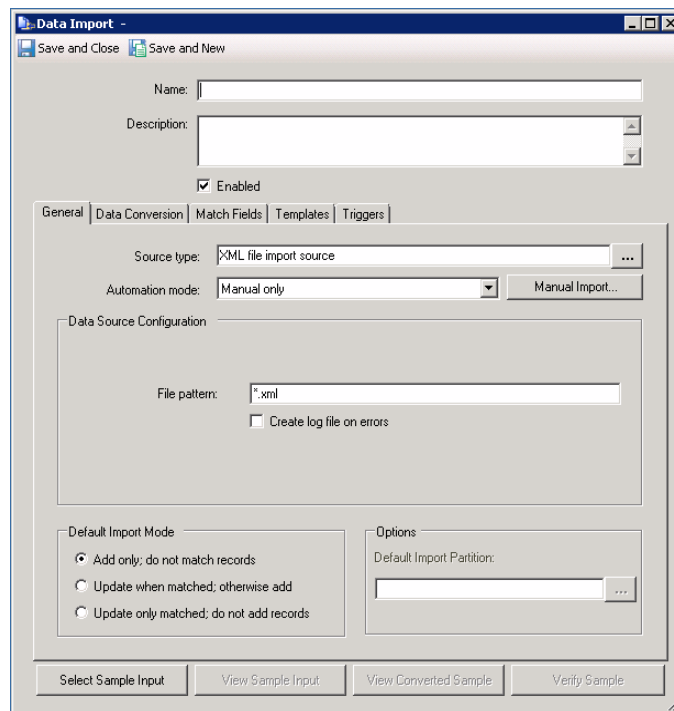 Data Import -
Save and Close Save and New
Name:
Description:
Enabled
General Data Conversion Match Fields Templates Triggers
Source type: XML file import source ...
Automation mode: Manual only Manual Import...
Data Source Configuration
File pattern: *.xml
Create log file on errors
Default Import Mode
Add only; do not match records
Update when matched; otherwise add
Update only matched; do not add records
Options
Default Import Partition:
...
Select Sample Input View Sample Input View Converted Sample Verify Sample